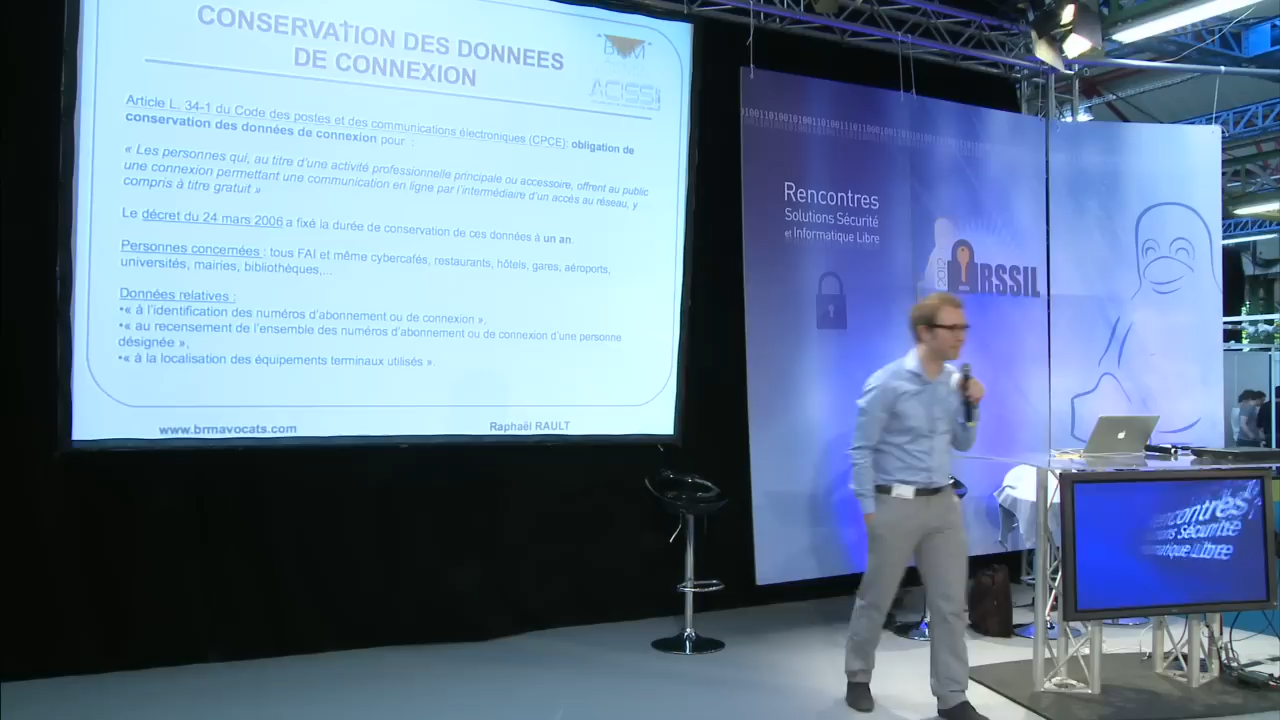 CONSERVATION DES DONNEES
DE CONNEXION
ACISSI
Article L. 34-1 du Code des postes et des communications électroniques (CPCE): obligation de
conservation des données de connexion pour :
« Les personnes qui, au titre d'une activité professionnelle principale ou accessoire, offrent au public
une connexion permettant une communication en ligne par l'intermédiaire d'un accès au réseau, y
compris à titre gratuit »
Le décret du 24 mars 2006 a fixé la durée de conservation de ces données à un an.
Personnes concernées : tous FAI et même cybercafés, restaurants, hôtels, gares, aéroports,
universités, mairies, bibliothèques,...
Données relatives :
•« à l'identification des numéros d'abonnement ou de connexion »,
•« au recensement de l'ensemble des numéros d'abonnement ou de connexion d'une personne
désignée »,
•« à la localisation des équipements terminaux utilisés ».
www.brmavocats.com
Raphaël RAULT
Rencontres
Solutions Sécurité
et Informatique Libre
2012
RSSIL
Rencontres
Sécurité
Libre